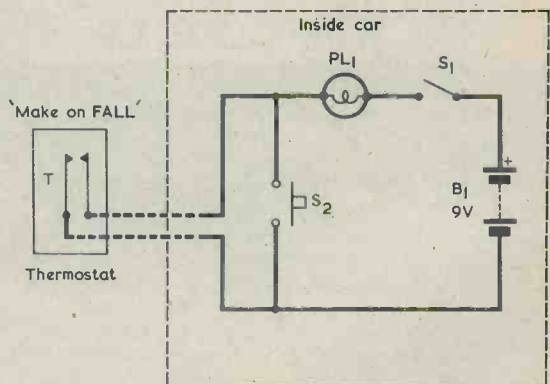 Inside car
PL1
S1
'Make on FALL'
T
S2
+
B1
9V
Thermostat